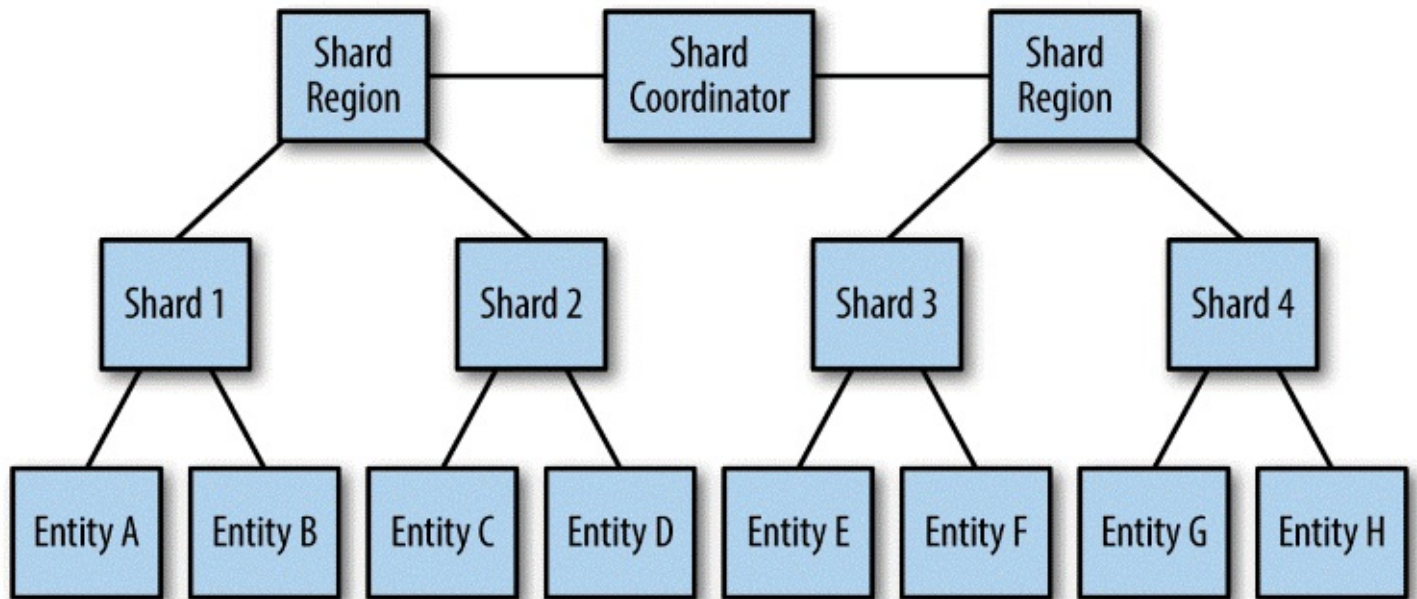 Shard
Region
Shard
Coordinator
Shard
Region
Shard 1
Shard 2
Shard 3
Shard 4
Entity A
Entity B
Entity C
Entity D
Entity E
Entity F
Entity G
Entity H